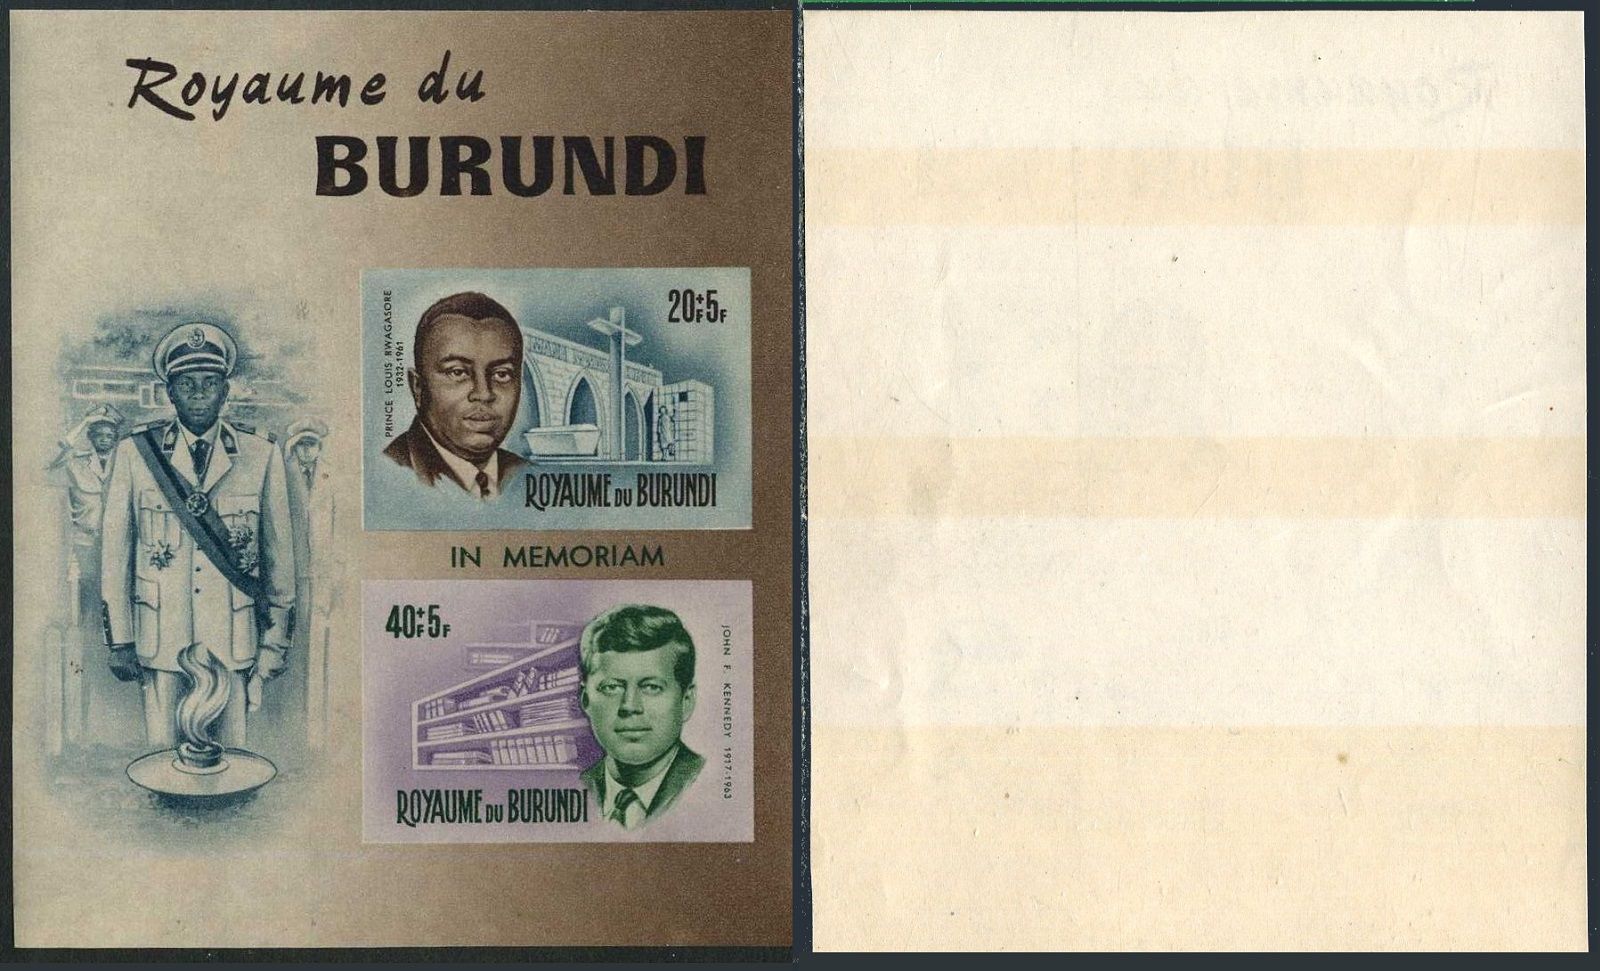 Royaume du
BURUNDI
PRINCE LOUIS RWAGASORE
1932-1961
20F+5F
ROYAUME DU BURUNDI
IN MEMORIAM
40F+5F
JOHN F. KENNEDY 1917-1963
ROYAUME DU BURUNDI